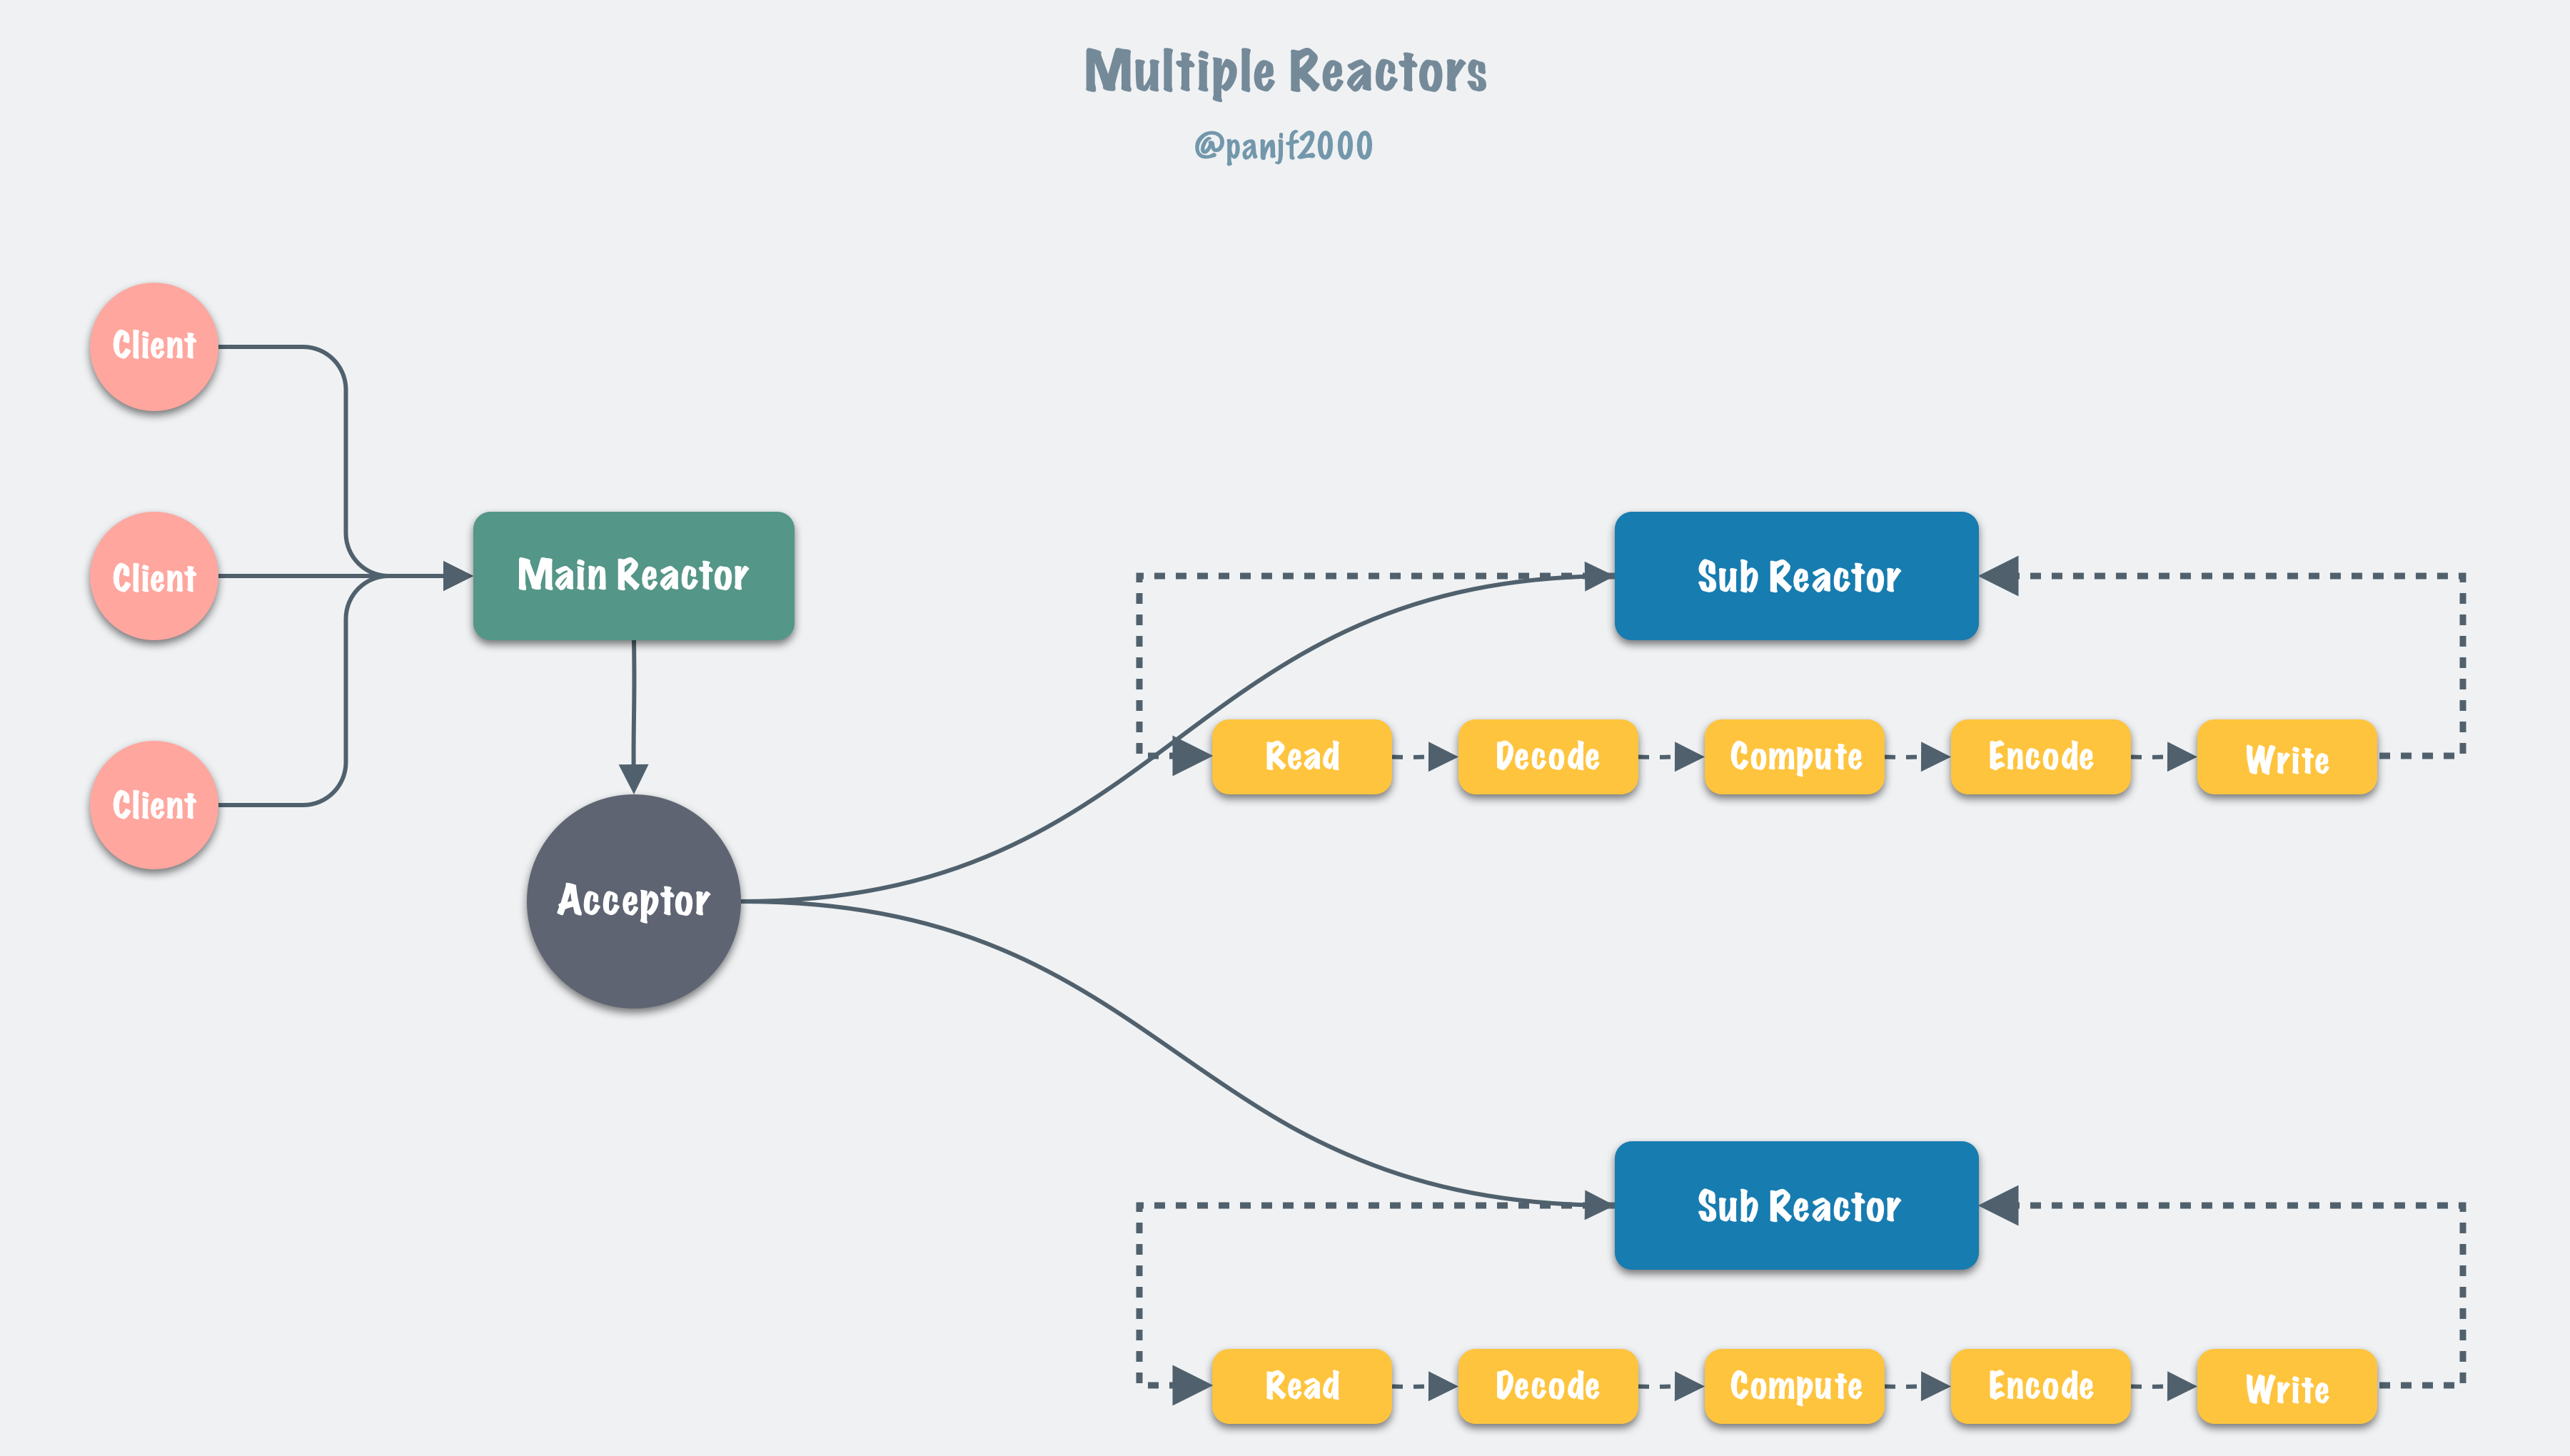 Multiple Reactors
@panjf2000
Client
Client
Client
Main Reactor
Acceptor
Sub Reactor
Read
Decode
Compute
Encode
Write
Sub Reactor
Read
Decode
Compute
Encode
Write